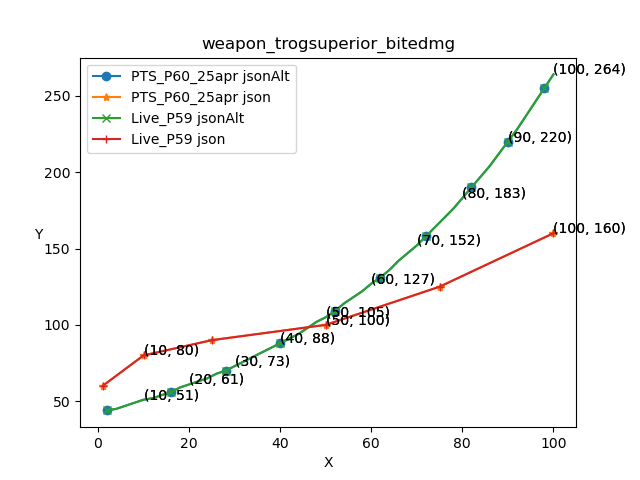 weapon_trogsuperior_bitedmg
PTS_P60_25apr jsonAlt
PTS_P60_25apr json
Live_P59 jsonAlt
Live_P59 json
(100, 264)
250
(90, 220)
200
(80, 183)
(100, 160)
Y
(70, 152)
150
(60, 127)
(50, 105)
(50, 100)
100
(40, 88)
(10, 80)
(30, 73)
(20, 61)
(10, 51)
50
0 20 40 60 80 100
X